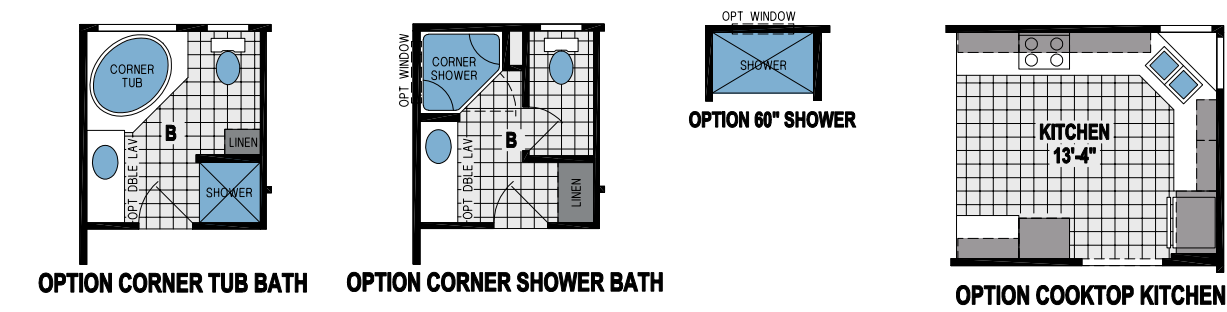 CORNER
TUB
B
LINEN
OPT DBLE LAV
SHOWER
OPTION CORNER TUB BATH
OPT WINDOW
CORNER
SHOWER
B
OPT DBLE LAV
LINEN
OPTION CORNER SHOWER BATH
OPT WINDOW
SHOWER
OPTION 60" SHOWER
KITCHEN
13'-4"
OPTION COOKTOP KITCHEN